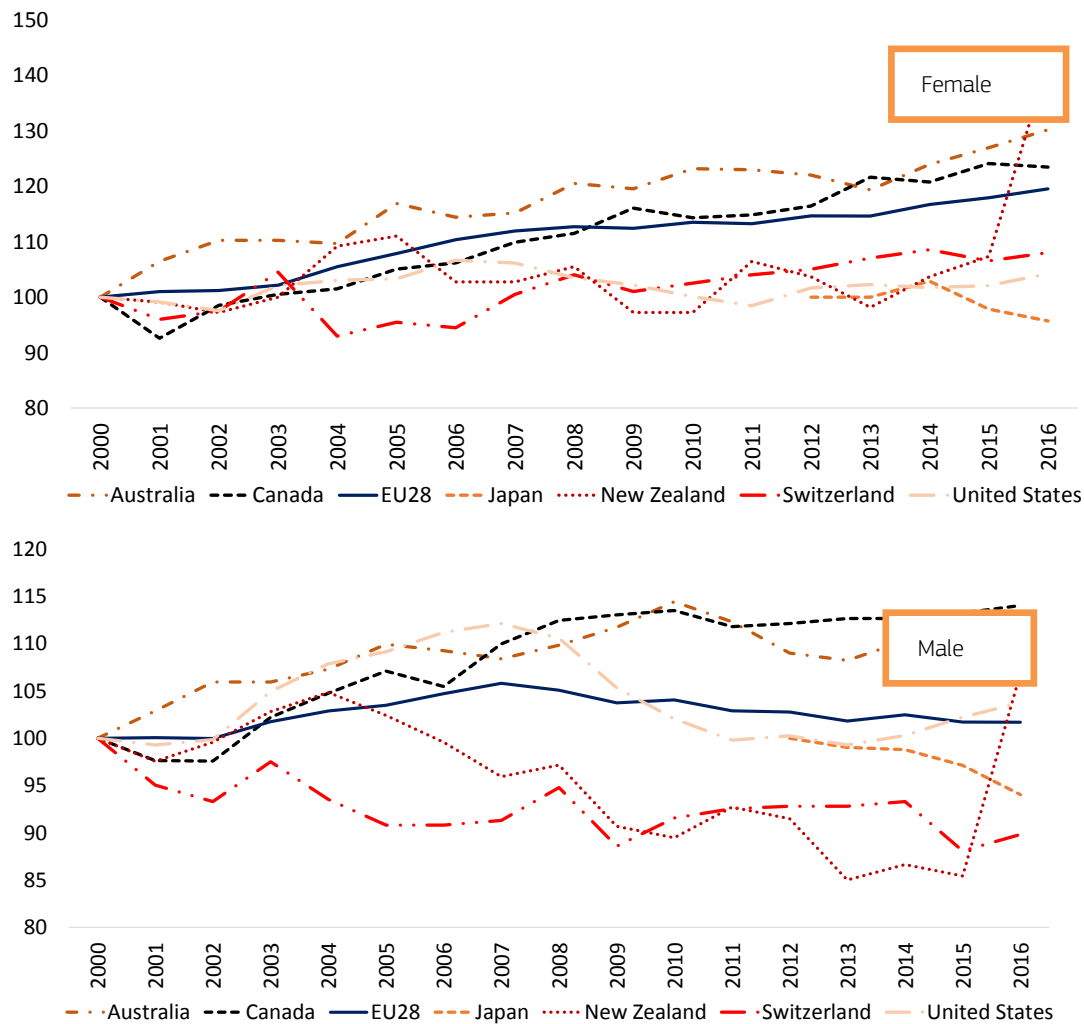 150
140
130
120
110
100
90
80
Female
2000 2001 2002 2003 2004 2005 2006 2007 2008 2009 2010 2011 2012 2013 2014 2015 2016
Australia Canada EU28 Japan New Zealand Switzerland United States
120
115
110
105
100
95
90
85
80
Male
2000 2001 2002 2003 2004 2005 2006 2007 2008 2009 2010 2011 2012 2013 2014 2015 2016
Australia Canada EU28 Japan New Zealand Switzerland United States